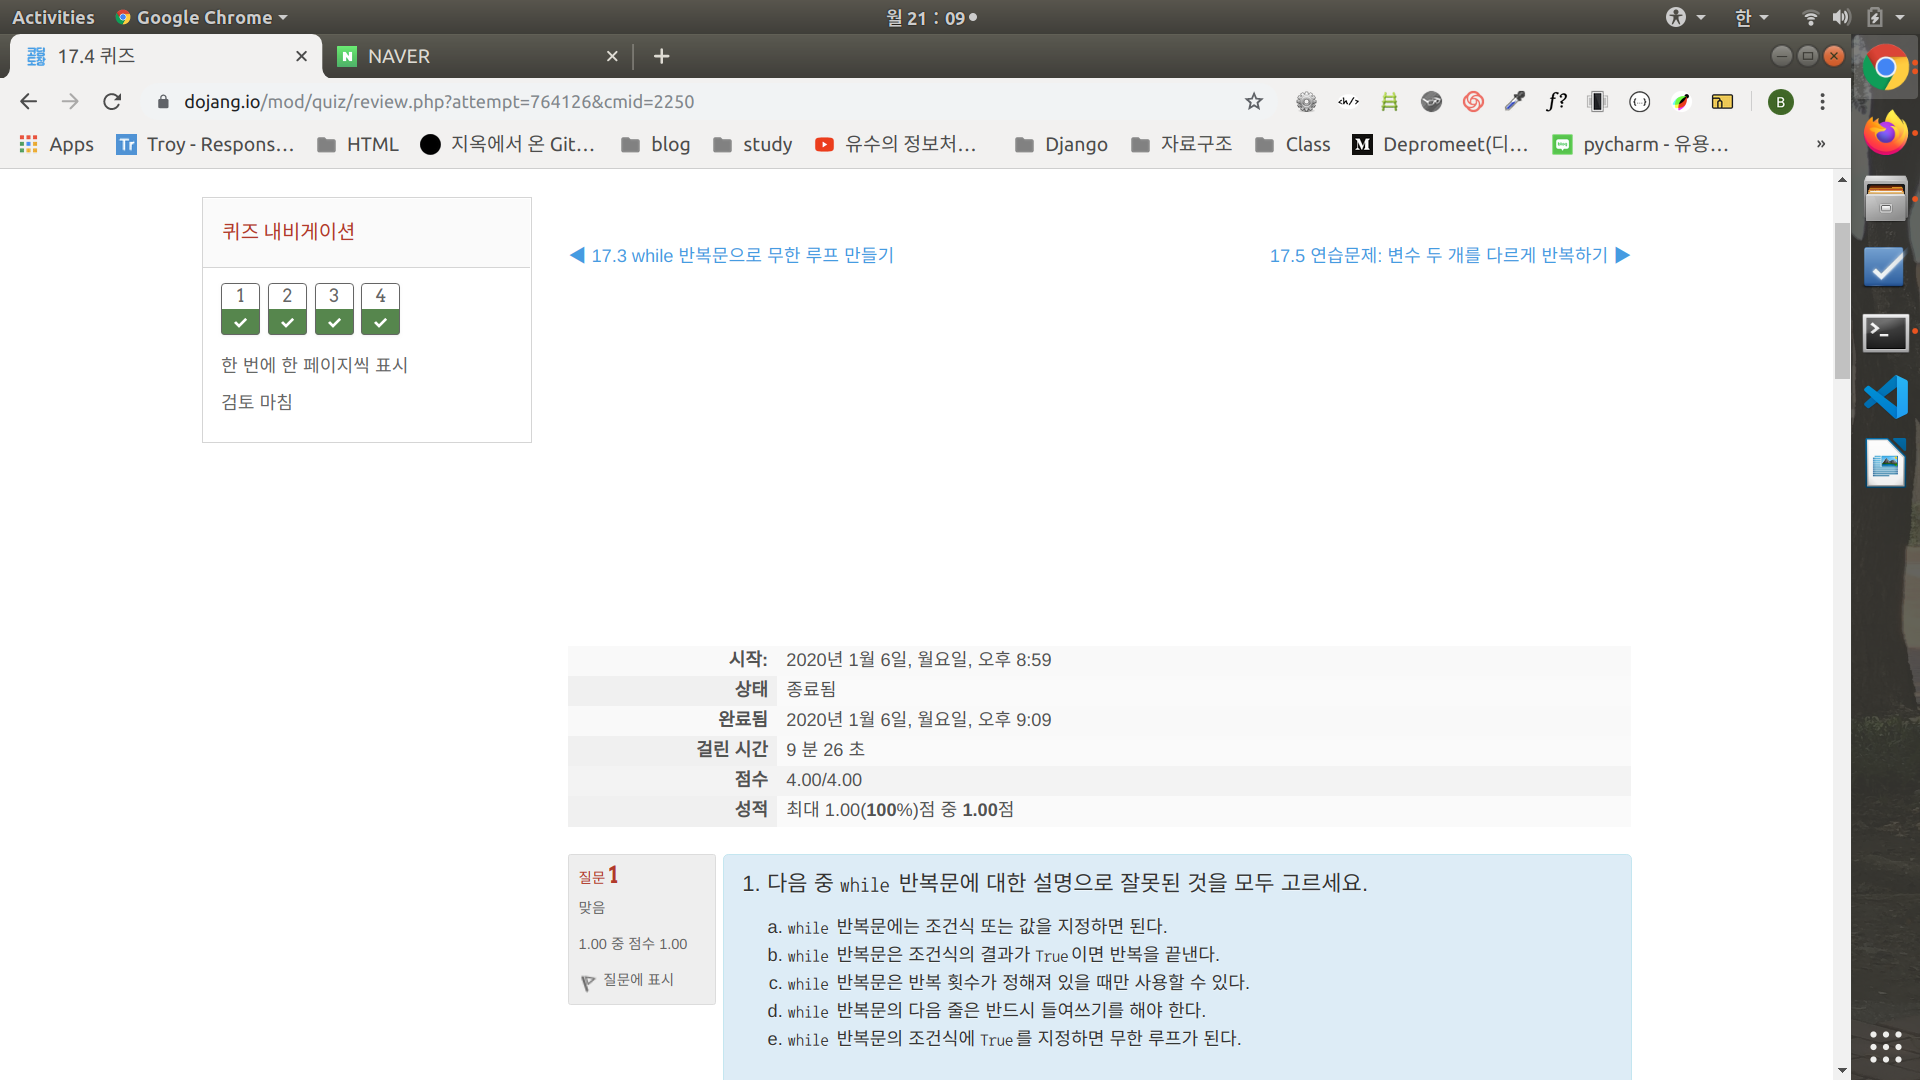 Activities Google Chrome 월 21 : 09 한
17.4 퀴즈 NAVER
dojang.io/mod/quiz/review.php?attempt=764126&cmid=2250
Apps Troy - Respons… HTML 지옥에서 온 Git… blog study 유수의 정보처… Django 자료구조 Class Depromeet(디… pycharm - 유용… »
퀴즈 내비게이션
1 2 3 4
한 번에 한 페이지씩 표시
검토 마침
◀ 17.3 while 반복문으로 무한 루프 만들기
17.5 연습문제: 변수 두 개를 다르게 반복하기 ▶
시작: 2020년 1월 6일, 월요일, 오후 8:59
상태 종료됨
완료됨 2020년 1월 6일, 월요일, 오후 9:09
걸린 시간 9 분 26 초
점수 4.00/4.00
성적 최대 1.00(100%)점 중 1.00점
질문 1
맞음
1.00 중 점수 1.00
질문에 표시
1. 다음 중 while 반복문에 대한 설명으로 잘못된 것을 모두 고르세요.
a. while 반복문에는 조건식 또는 값을 지정하면 된다.
b. while 반복문은 조건식의 결과가 True이면 반복을 끝낸다.
c. while 반복문은 반복 횟수가 정해져 있을 때만 사용할 수 있다.
d. while 반복문의 다음 줄은 반드시 들여쓰기를 해야 한다.
e. while 반복문의 조건식에 True를 지정하면 무한 루프가 된다.